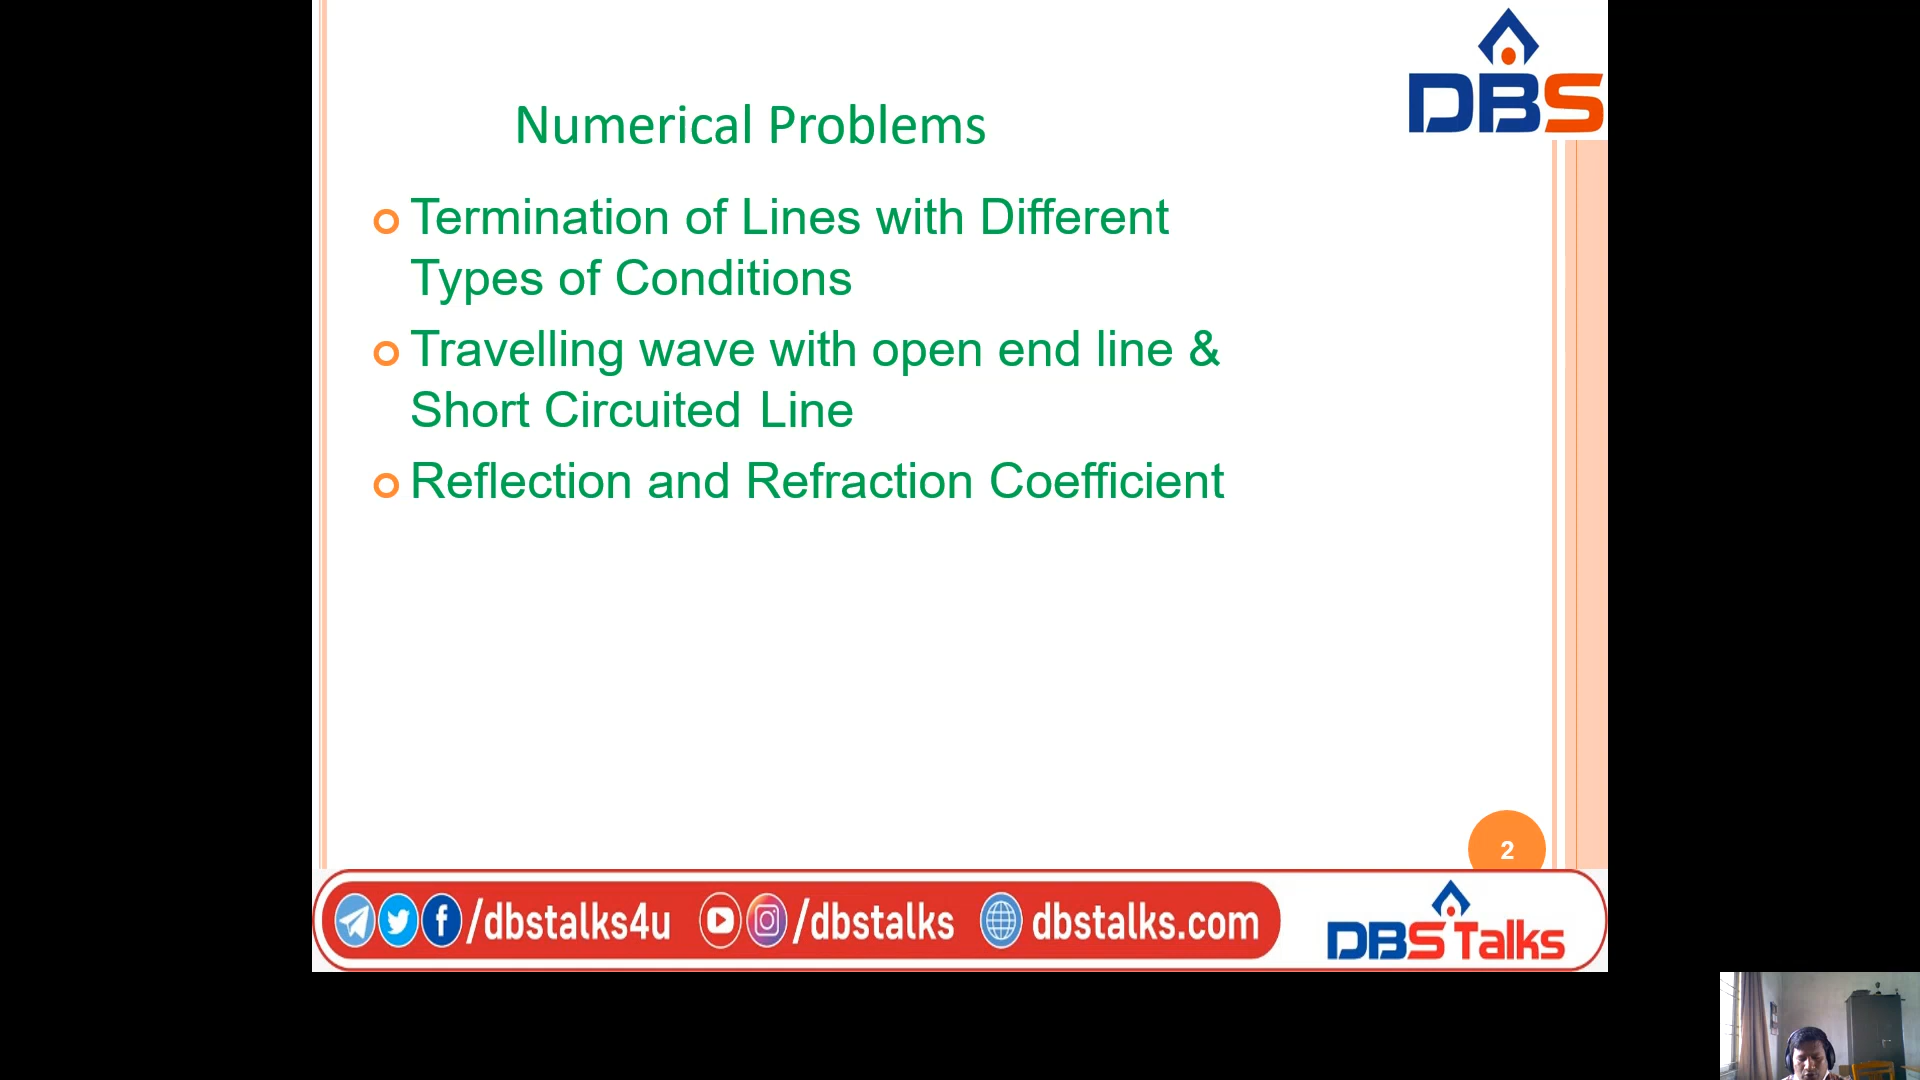 DBS
Numerical Problems
Termination of Lines with Different
Types of Conditions
Travelling wave with open end line &
Short Circuited Line
Reflection and Refraction Coefficient
2
/dbstalks4u /dbstalks dbstalks.com
DBS Talks